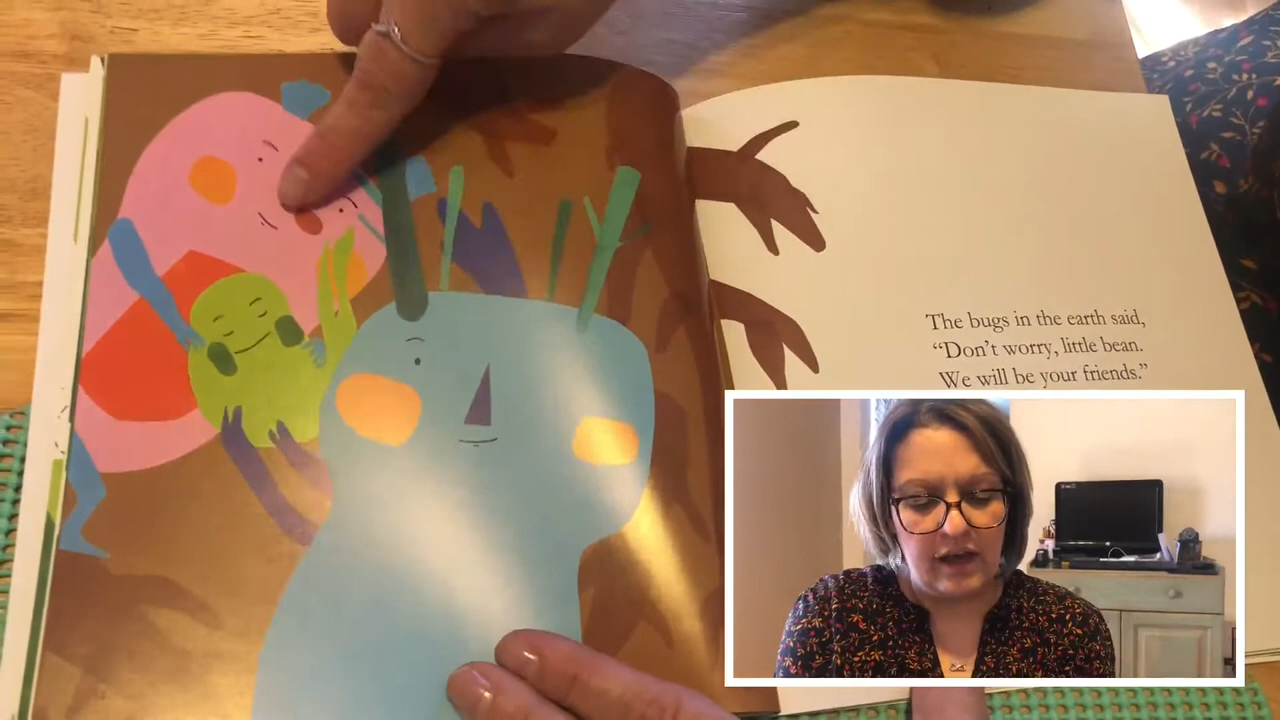 The bugs in the earth said,
“Don’t worry, little bean.
We will be your friends.”